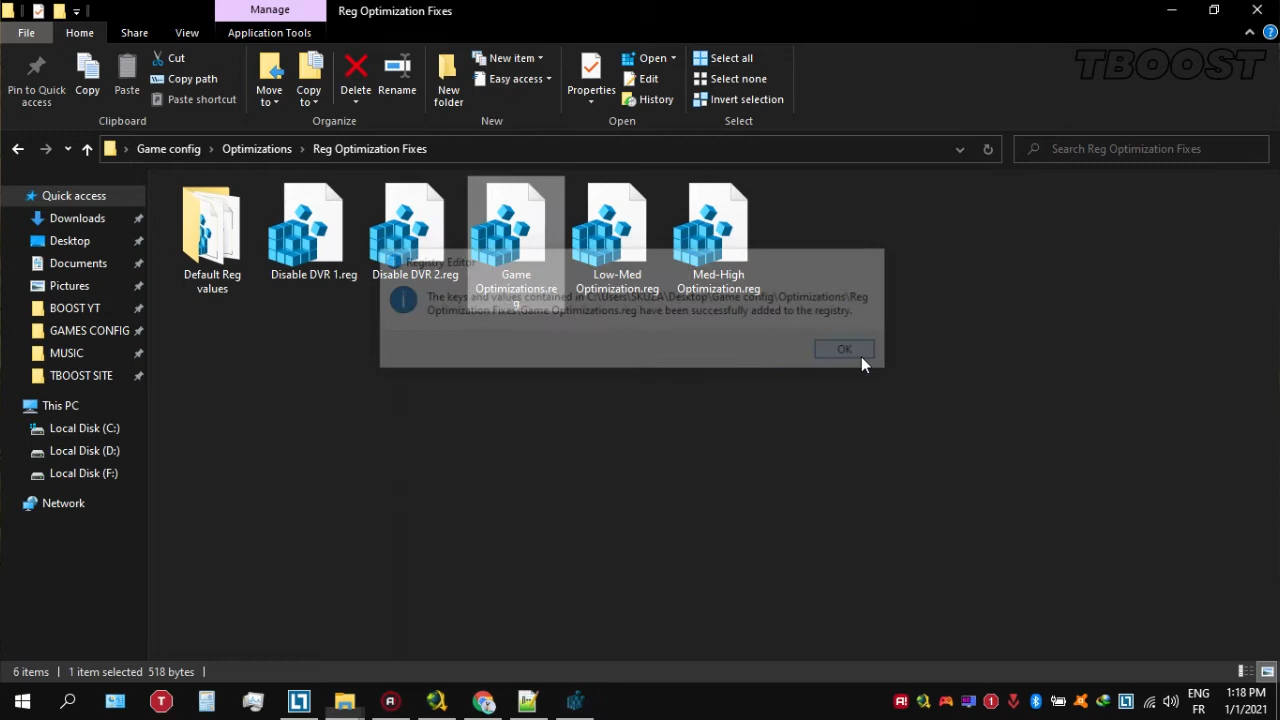 Manage
Reg Optimization Fixes
File
Home
Share
View
Application Tools
TBOOST
Pin to Quick
access
Copy
Paste
Cut
Copy path
Paste shortcut
Clipboard
Move
to
Copy
to
Delete
Rename
Organize
New
folder
New item
Easy access
New
Properties
Open
Edit
History
Open
Select all
Select none
Invert selection
Select
Game config > Optimizations > Reg Optimization Fixes
Search Reg Optimization Fixes
Quick access
Downloads
Desktop
Documents
Pictures
BOOST YT
GAMES CONFIG
MUSIC
TBOOST SITE
This PC
Local Disk (C:)
Local Disk (D:)
Local Disk (F:)
Network
Default Reg
values
Disable DVR 1.reg
Disable DVR 2.reg
Game
Optimizations.re
g
Low-Med
Optimization.reg
Med-High
Optimization.reg
Registry Editor
The keys and values contained in C:\Users\SKUZA\Desktop\Game config\Optimizations\Reg
Optimization Fixes\Game Optimizations.reg have been successfully added to the registry.
OK
6 items
1 item selected 518 bytes
ENG
FR
1:18 PM
1/1/2021